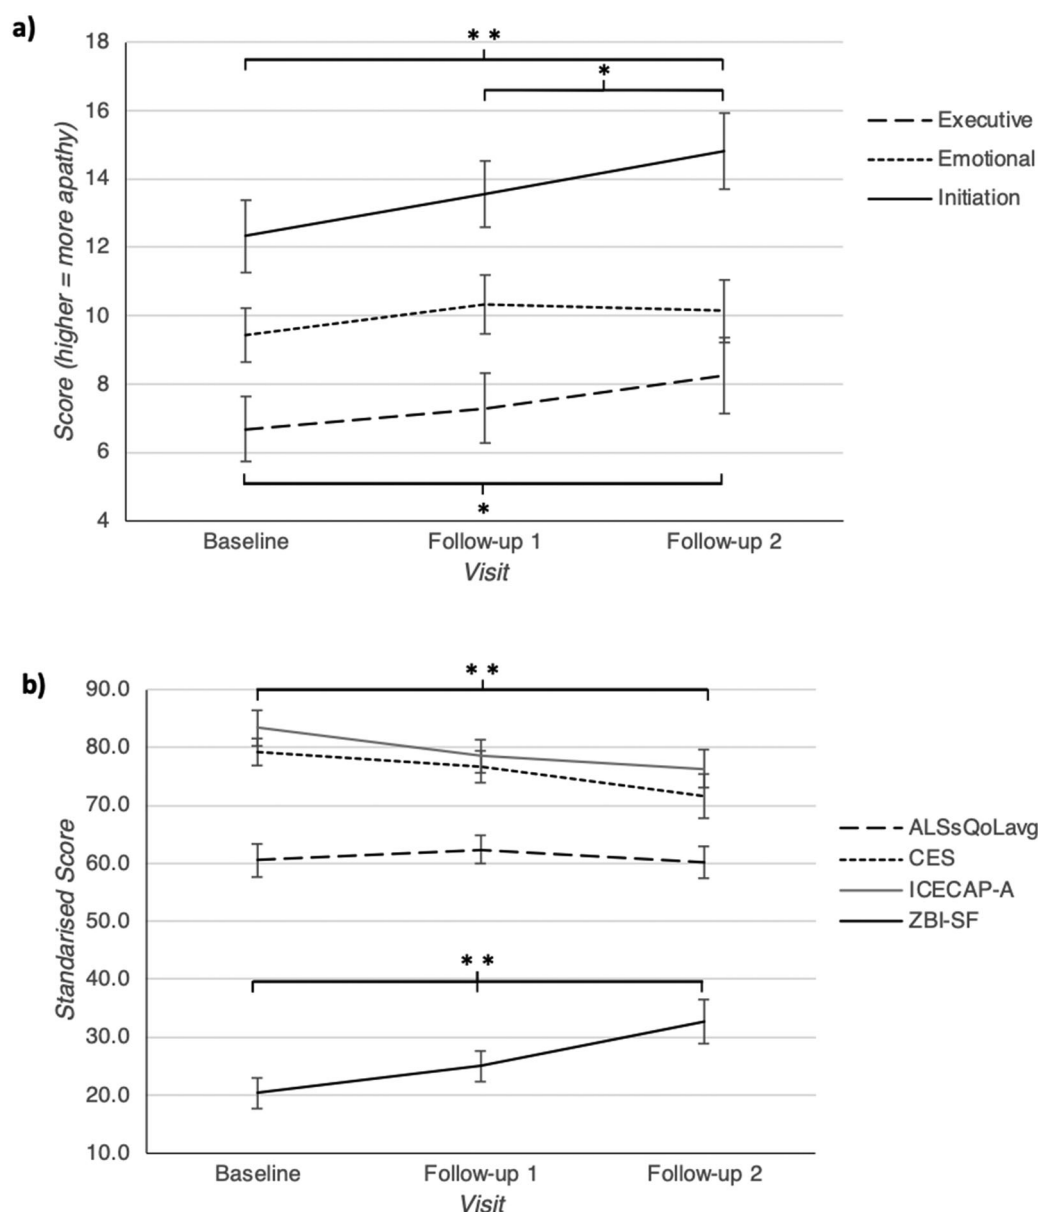 a)
18
16
14
12
10
8
6
4
Score (higher = more apathy)
* *
*
*
Executive
Emotional
Initiation
Baseline Follow-up 1 Follow-up 2
Visit
b)
90.0
80.0
70.0
60.0
50.0
40.0
30.0
20.0
10.0
Standarised Score
* *
* *
ALSsQoLavg
CES
ICECAP-A
ZBI-SF
Baseline Follow-up 1 Follow-up 2
Visit